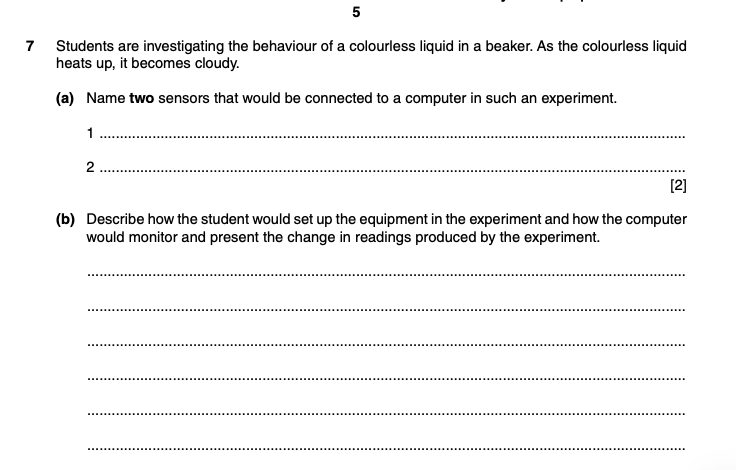 5
7 Students are investigating the behaviour of a colourless liquid in a beaker. As the colourless liquid
heats up, it becomes cloudy.
(a) Name two sensors that would be connected to a computer in such an experiment.
1 ........................................................................................................................
2 ........................................................................................................................
[2]
(b) Describe how the student would set up the equipment in the experiment and how the computer
would monitor and present the change in readings produced by the experiment.